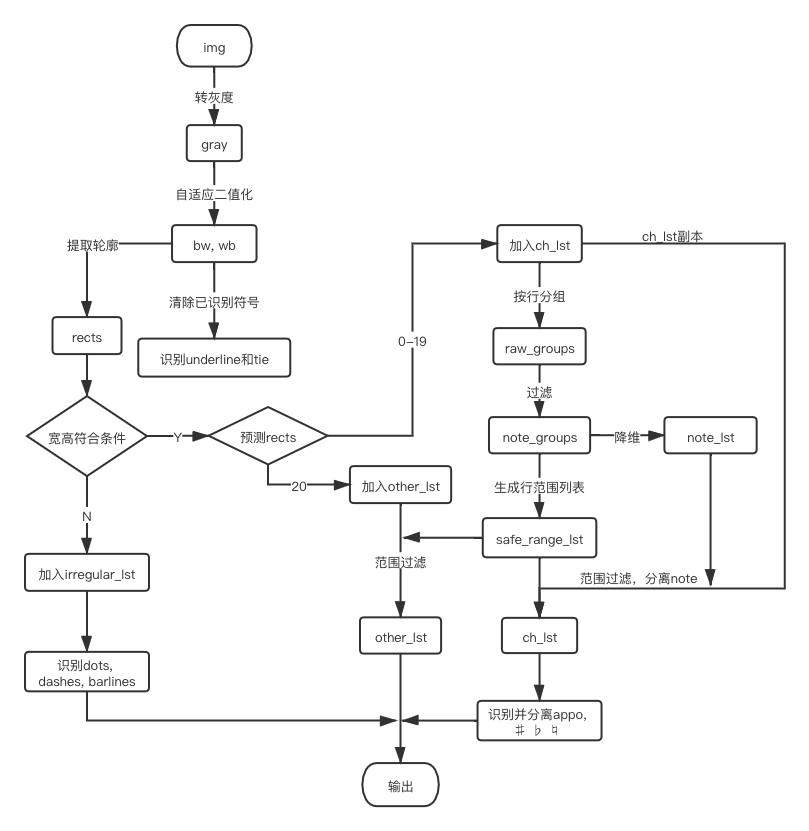 img
转灰度
gray
自适应二值化
bw, wb
提取轮廓
清除已识别符号
rects
识别underline和tie
宽高符合条件
Y
预测rects
0-19
20
加入ch_lst
ch_lst副本
按行分组
raw_groups
过滤
note_groups
降维
note_lst
生成行范围列表
加入other_lst
safe_range_lst
N
范围过滤
加入irregular_lst
范围过滤，分离note
other_lst
ch_lst
识别dots,
dashes, barlines
识别并分离appo,
♯ ♭ ♮
输出